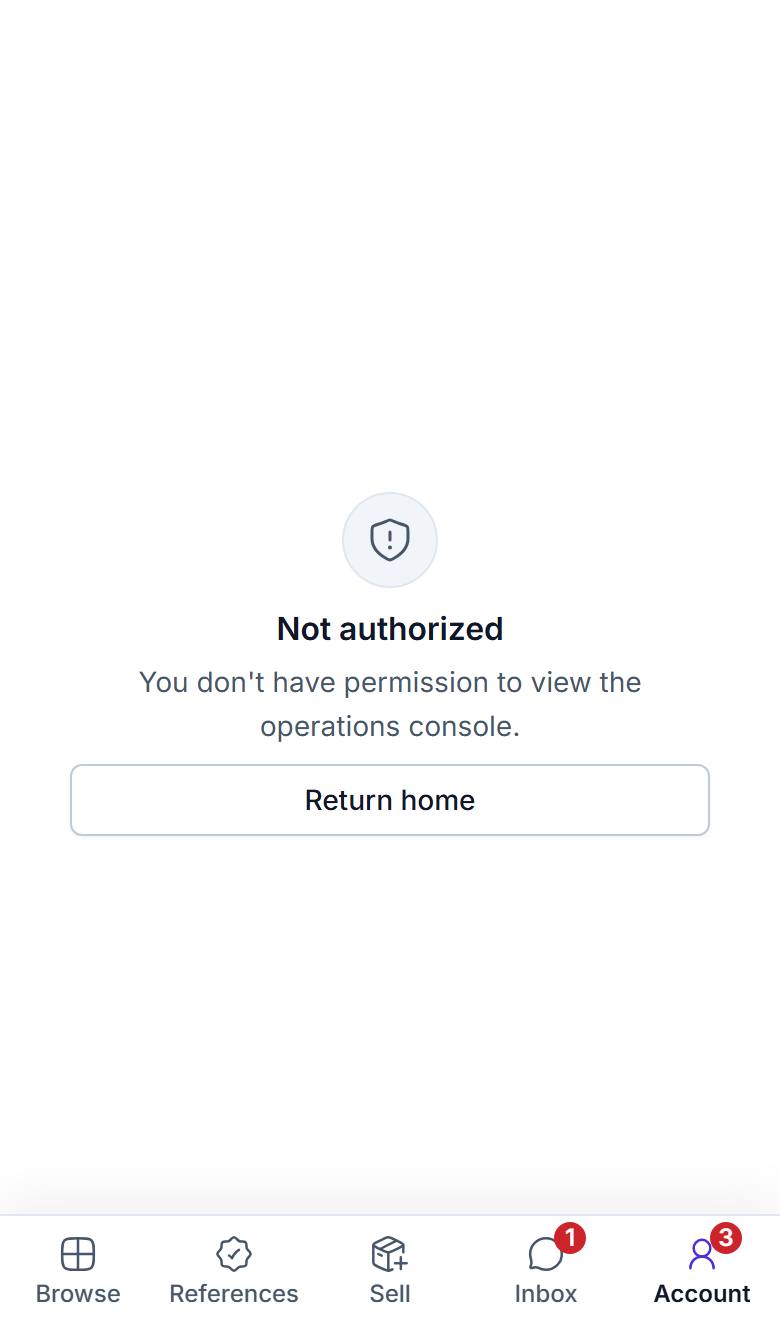 Not authorized
You don't have permission to view the
operations console.
Return home
1
3
Browse
References
Sell
Inbox
Account